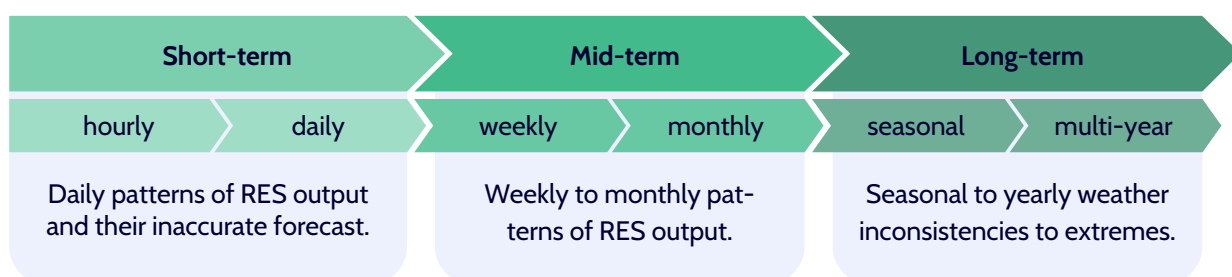 Short-term
Mid-term
Long-term
hourly
daily
weekly
monthly
seasonal
multi-year
Daily patterns of RES output
and their inaccurate forecast.
Weekly to monthly pat-
terns of RES output.
Seasonal to yearly weather
inconsistencies to extremes.